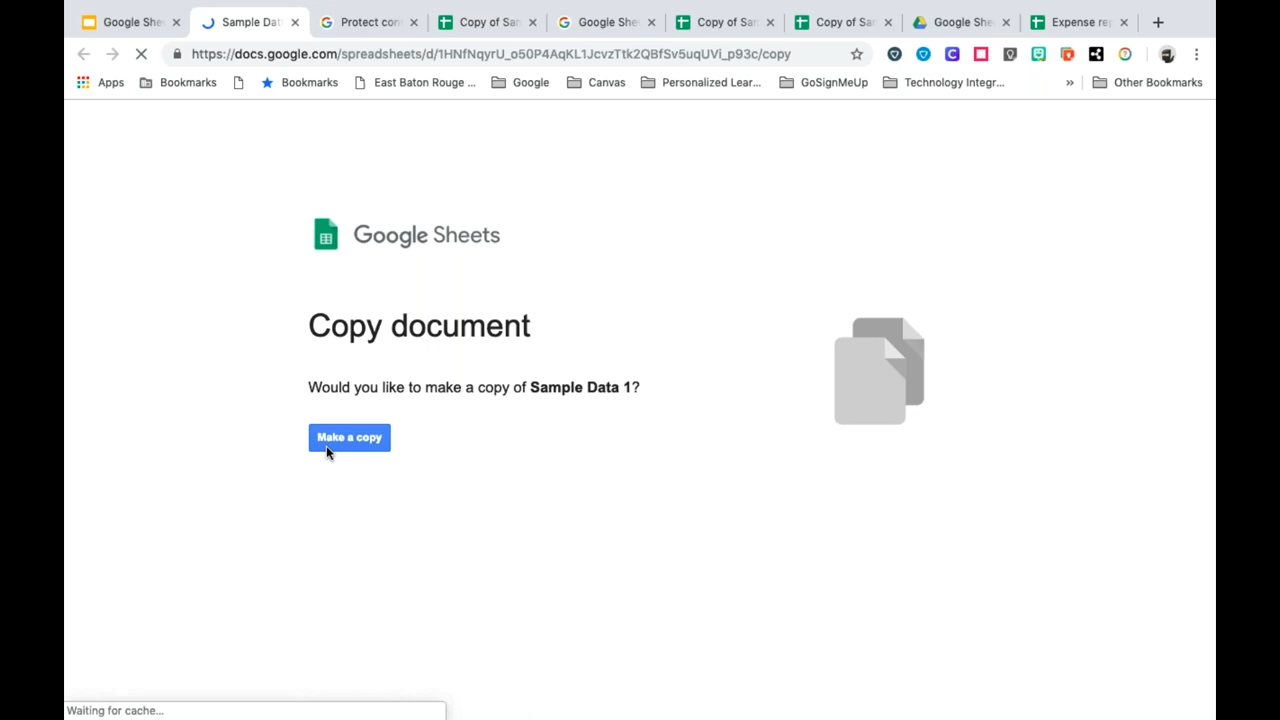 Google She
Sample Dat
Protect con
Copy of San
Google She
Copy of Sa
Copy of Sa
Google She
Expense re
https://docs.google.com/spreadsheets/d/1HNfNqyrU_o50P4AqKL1JcvzTtk2QBfSv5uqUVi_p93c/copy
Apps
Bookmarks
Bookmarks
East Baton Rouge ...
Google
Canvas
Personalized Lear...
GoSignMeUp
Technology Integr...
»
Other Bookmarks
Google Sheets
Copy document
Would you like to make a copy of Sample Data 1?
Make a copy
Waiting for cache...